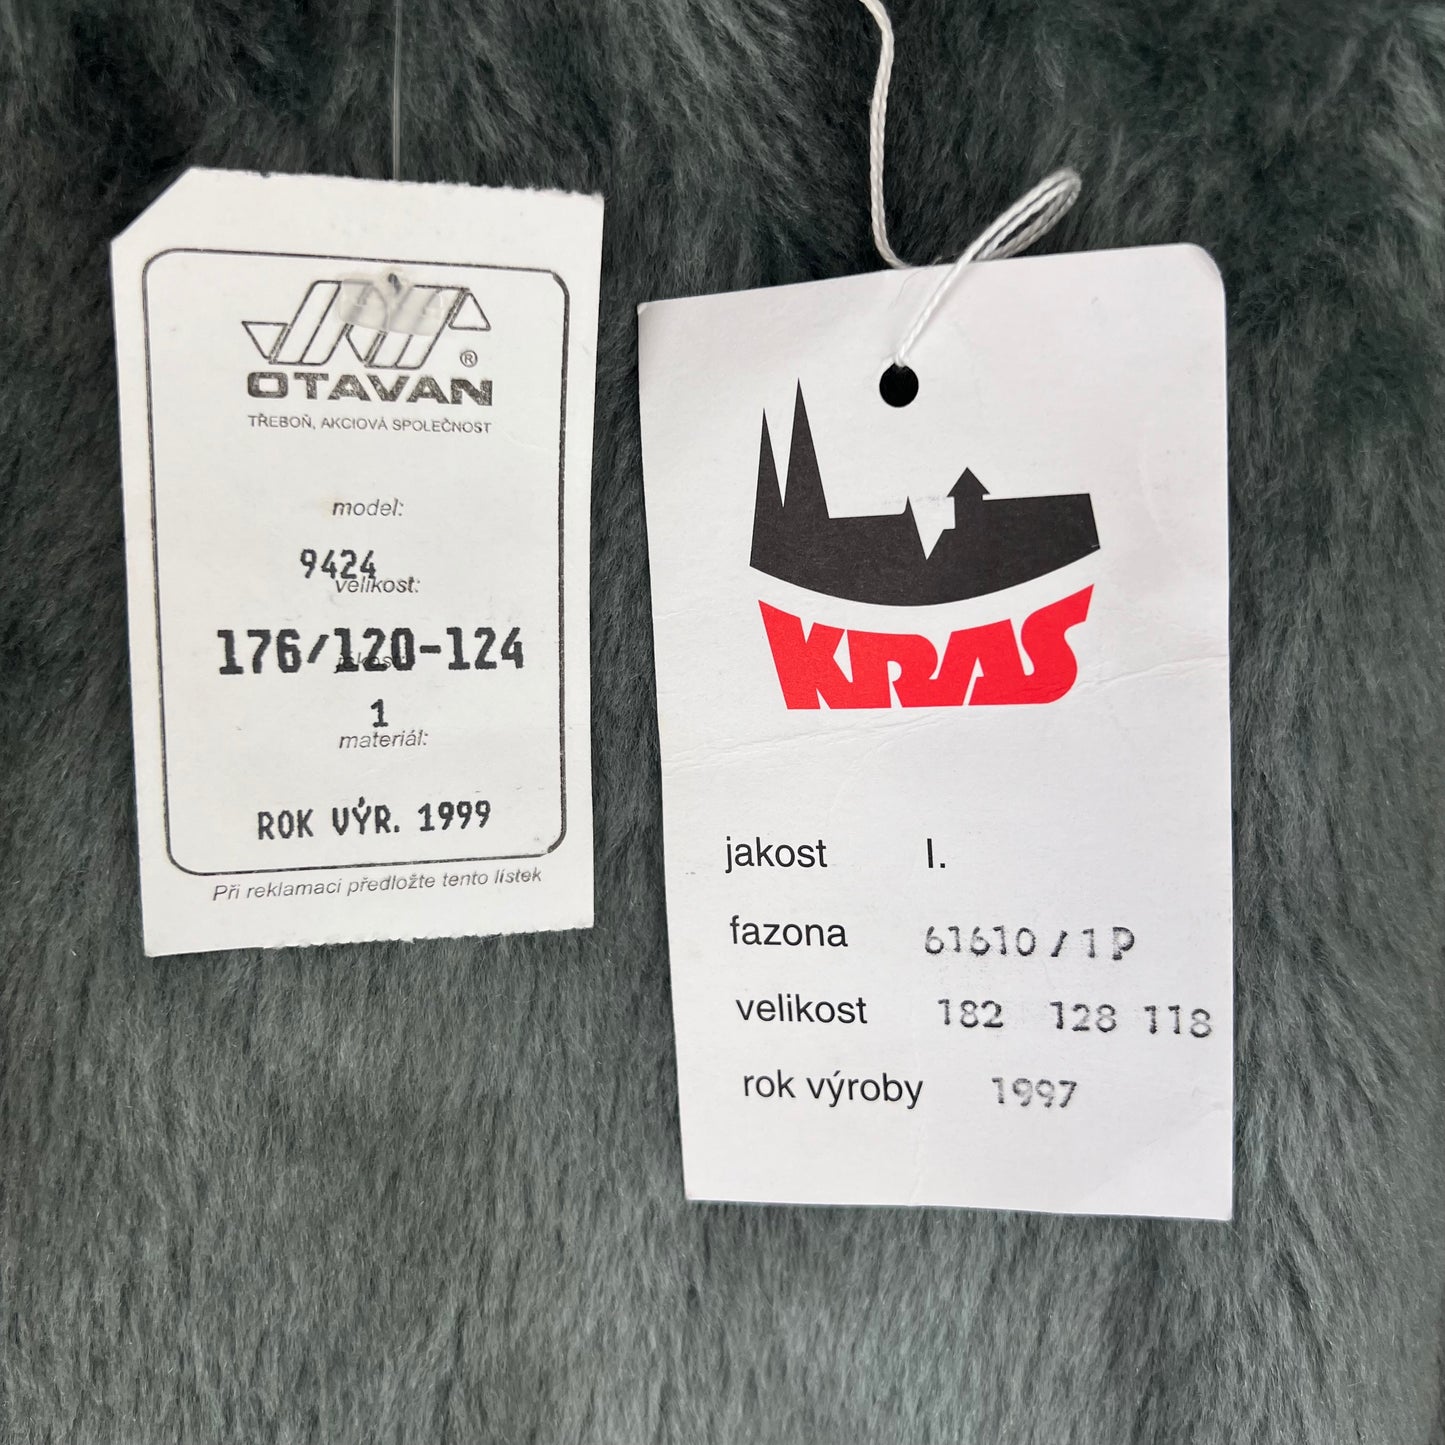 OTAVAN ®
TŘEBOŇ, AKCIOVÁ SPOLEČNOST
model:
9424
velikost:
176/120-124
jakost:
1
materiál:
ROK VÝR. 1999
Při reklamaci předložte tento lístek
KRAS
jakost I.
fazona 61610/1P
velikost 182 128 118
rok výroby 1997